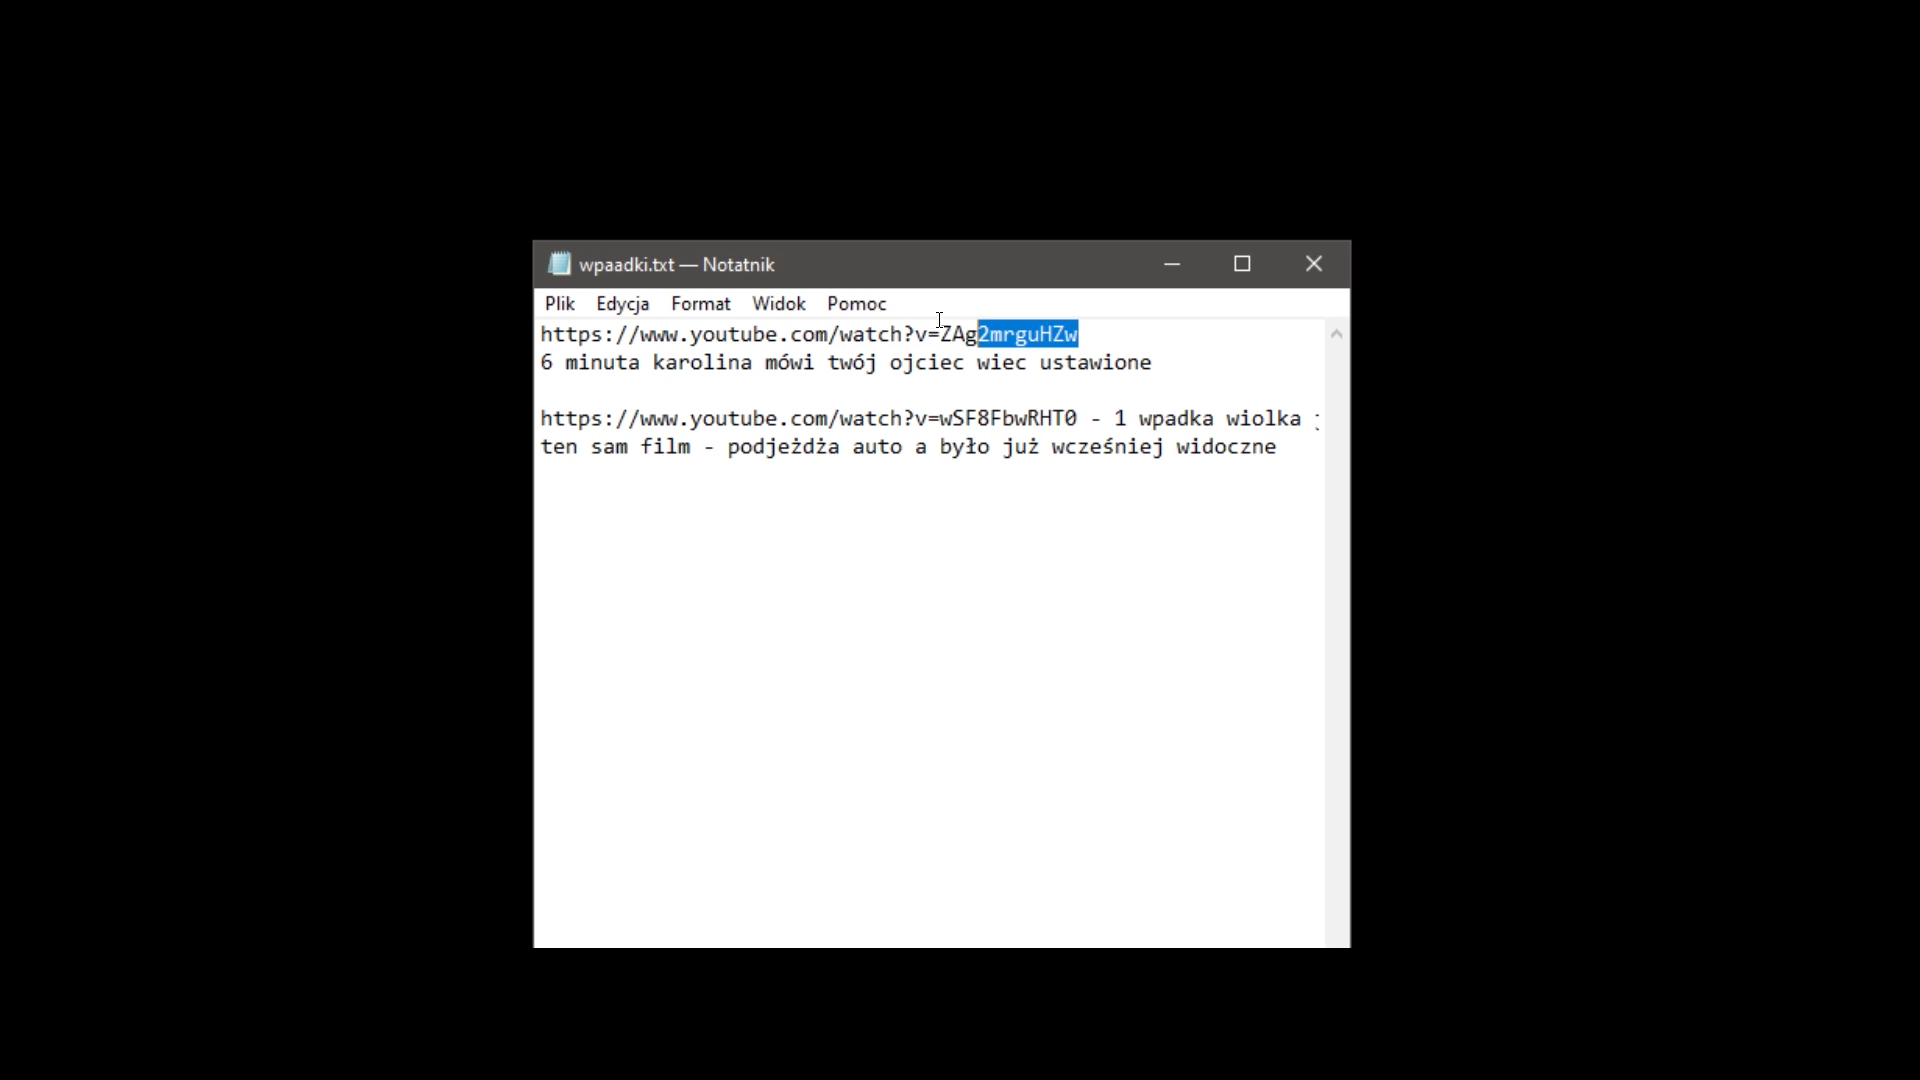 wpaadki.txt — Notatnik
Plik Edycja Format Widok Pomoc
https://www.youtube.com/watch?v=ZAg2mrguHZw
6 minuta karolina mówi twój ojciec wiec ustawione
https://www.youtube.com/watch?v=wSF8FbwRHT0 - 1 wpadka wiolka
ten sam film - podjeżdża auto a było już wcześniej widoczne